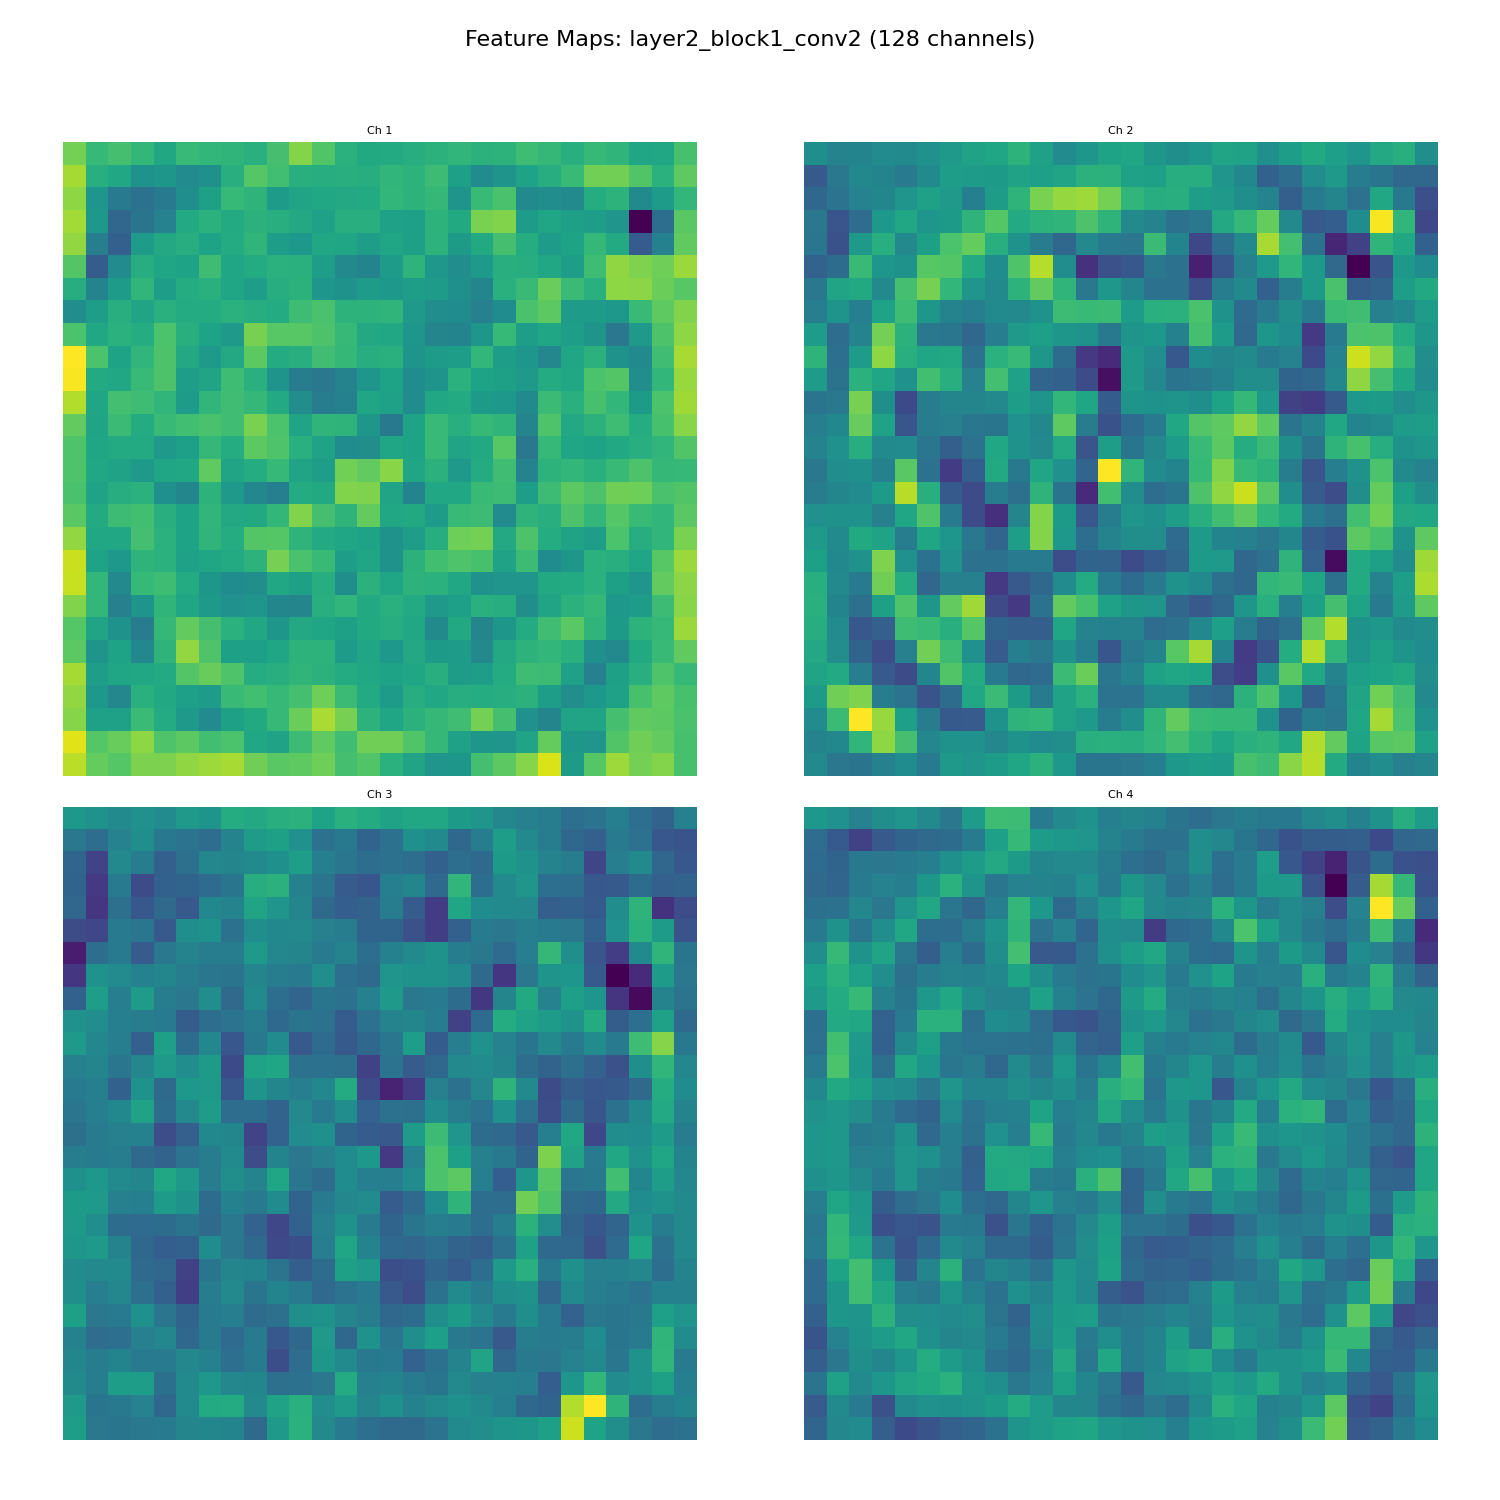 Feature Maps: layer2_block1_conv2 (128 channels)
Ch 1
Ch 2
Ch 3
Ch 4